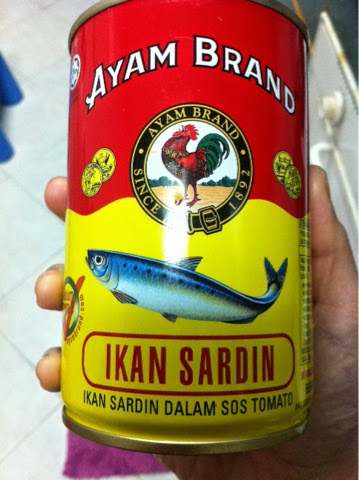 AYAM BRAND
AYAM BRAND
SINCE 1892
IKAN SARDIN
IKAN SARDIN DALAM SOS TOMATO